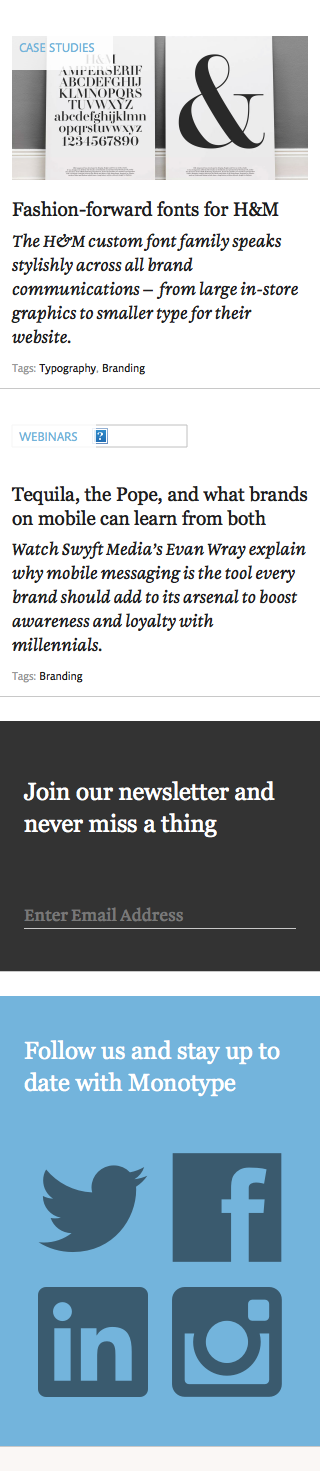 CASE STUDIES
H&M
AMPERSERIF
ABCEFGHIJ
KLMNOPQRS
TUVWXYZ
abcdefghijklmn
opqrstuvwxyz
1234567890
&
Fashion-forward fonts for H&M
The H&M custom font family speaks
stylishly across all brand
communications – from large in-store
graphics to smaller type for their
website.
Tags: Typography, Branding
WEBINARS
?
Tequila, the Pope, and what brands
on mobile can learn from both
Watch Swyft Media’s Evan Wray explain
why mobile messaging is the tool every
brand should add to its arsenal to boost
awareness and loyalty with
millennials.
Tags: Branding
Join our newsletter and
never miss a thing
Enter Email Address
Follow us and stay up to
date with Monotype
f
in